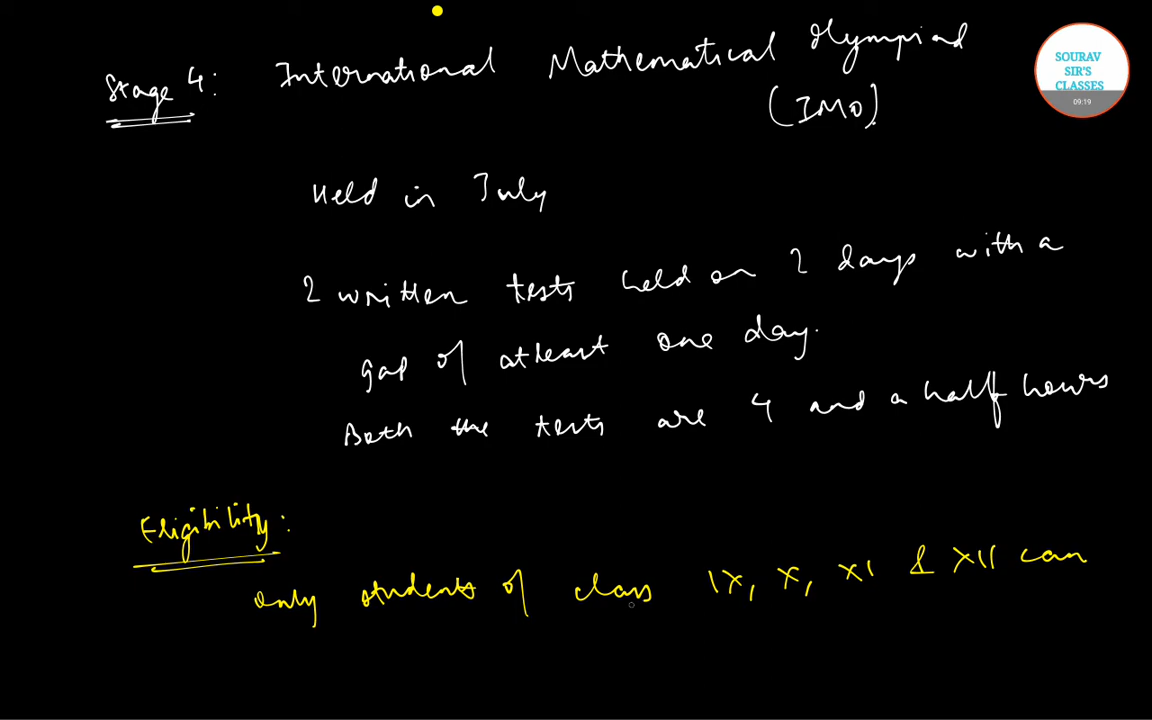 Stage 4: International Mathematical Olympiad
(IMO)
SOURAV
SIR'S
CLASSES
09:19
Held in July
2 written tests held on 2 days with a
gap of atleast one day.
Both the tests are 4 and a half hours
Eligibility:
only students of class IX, X, XI & XII can